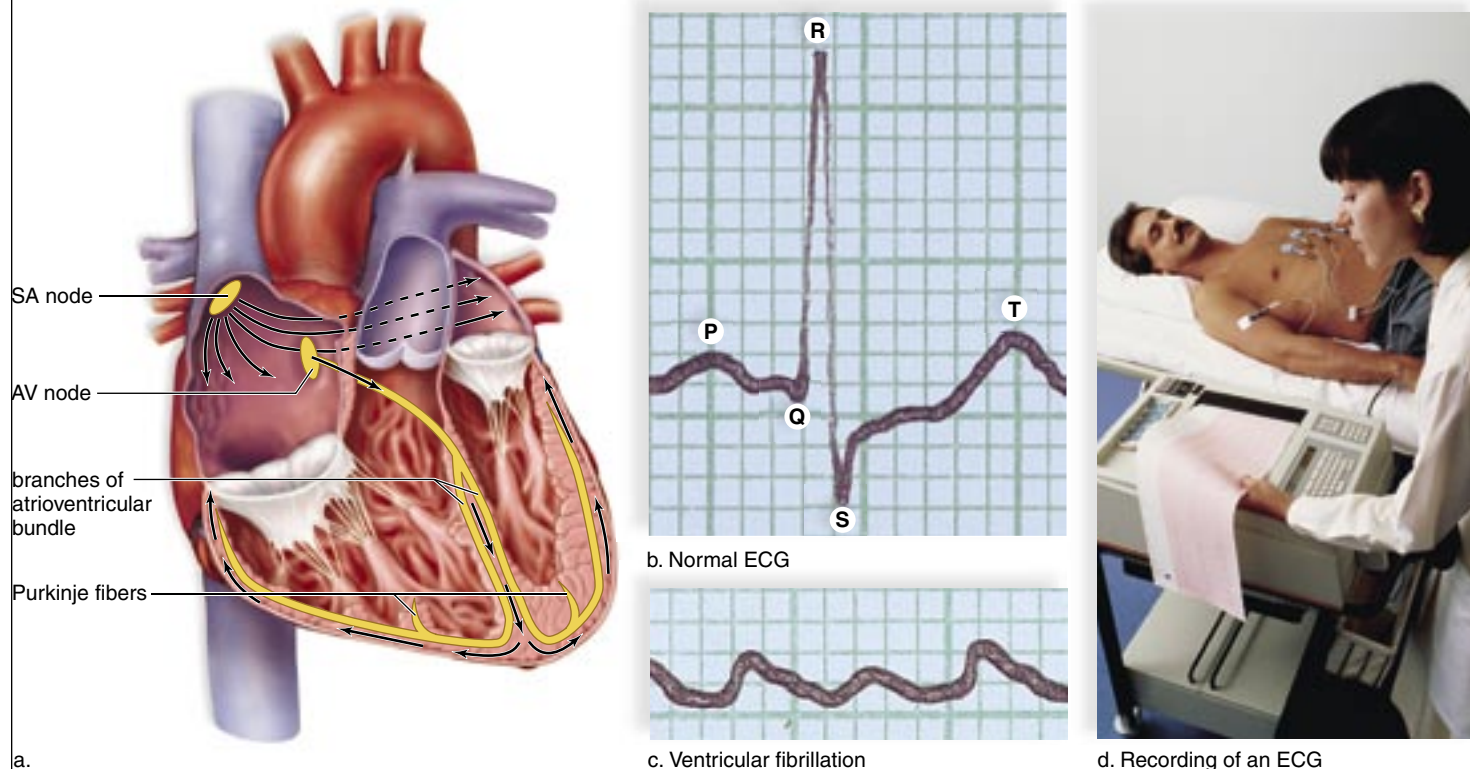 SA node
AV node
branches of
atrioventricular
bundle
Purkinje fibers
a.
R
P
T
Q
S
b. Normal ECG
c. Ventricular fibrillation
d. Recording of an ECG